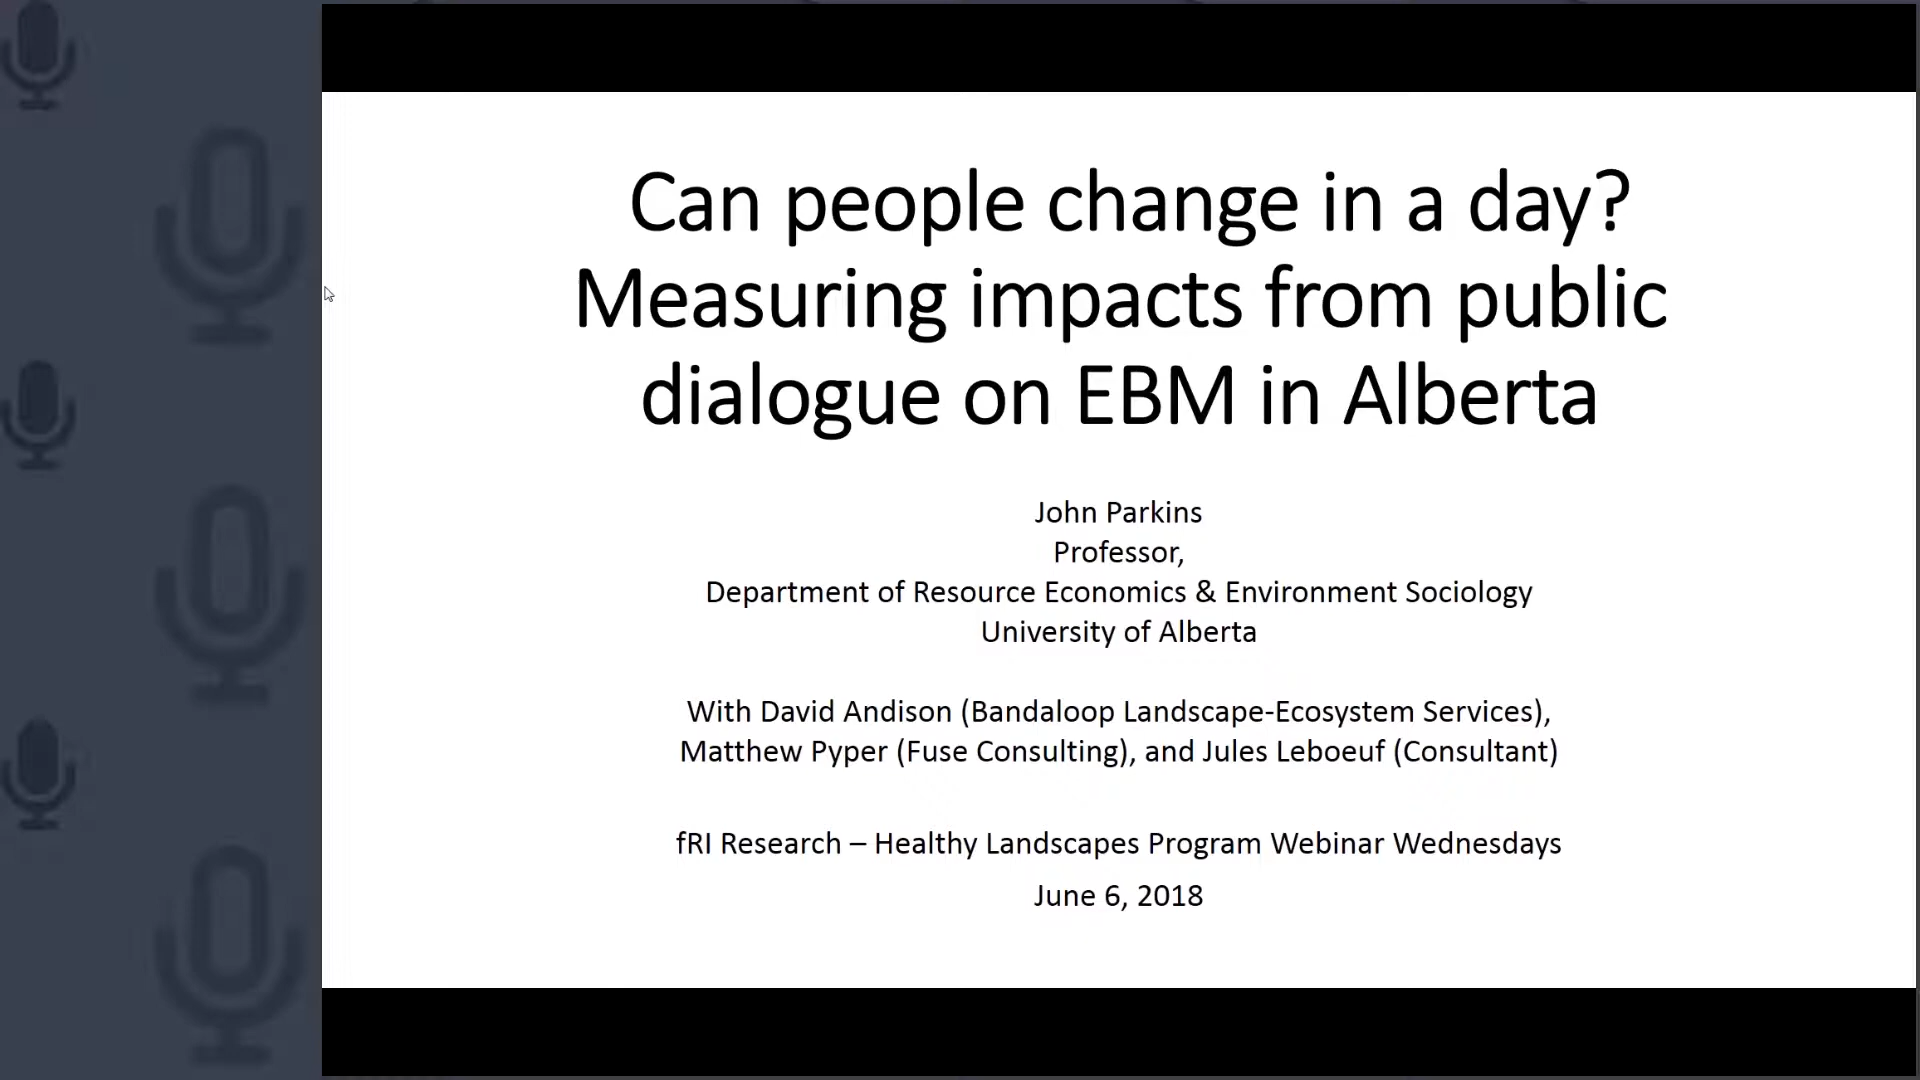 Can people change in a day?
Measuring impacts from public
dialogue on EBM in Alberta
John Parkins
Professor,
Department of Resource Economics & Environment Sociology
University of Alberta
With David Andison (Bandaloop Landscape-Ecosystem Services),
Matthew Pyper (Fuse Consulting), and Jules Leboeuf (Consultant)
fRI Research – Healthy Landscapes Program Webinar Wednesdays
June 6, 2018